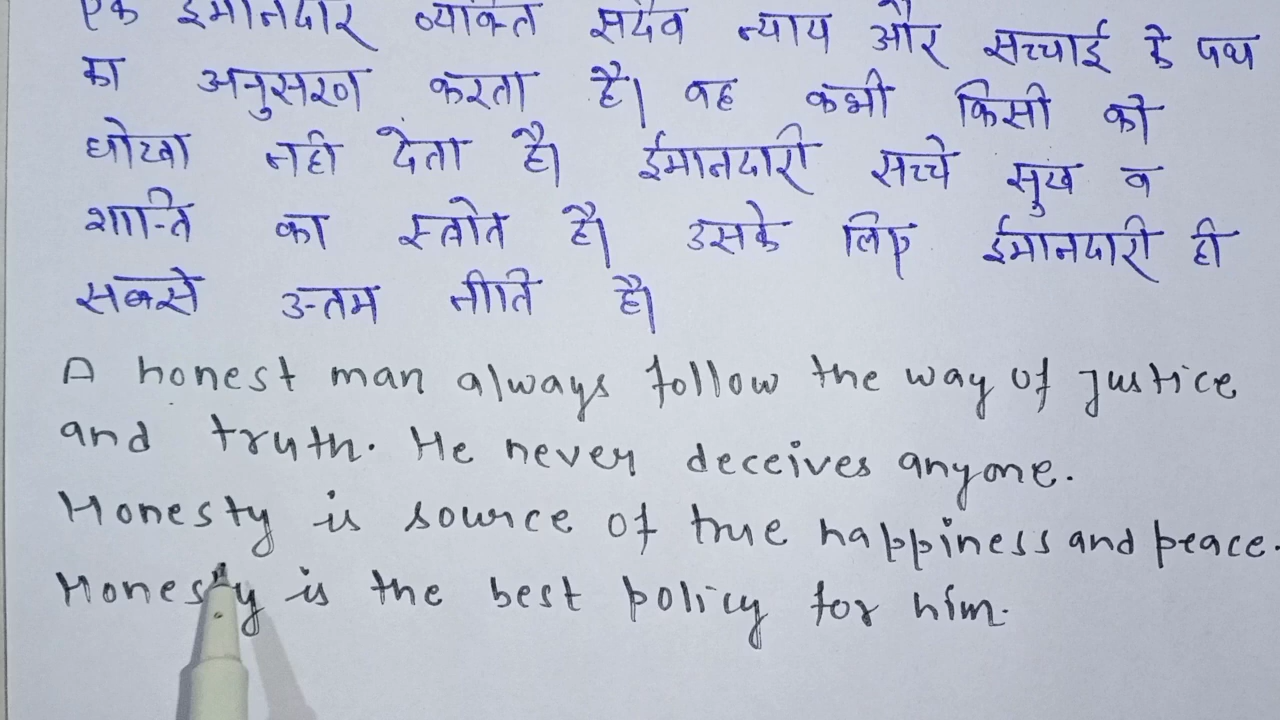 एक ईमानदार व्यक्ति सदैव न्याय और सच्चाई के पथ
का अनुसरण करता है। वह कभी किसी को
धोखा नही देता है। ईमानदारी सच्चे सुख व
शान्ति का स्त्रोत है। उसके लिए ईमानदारी ही
सबसे उत्तम नीति है।
A honest man always follow the way of justice
and truth. He never deceives anyone.
Honesty is source of true happiness and peace.
Honesty is the best policy for him.